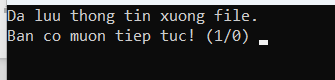 Da luu thong tin xuong file.
Ban co muon tiep tuc! (1/0)